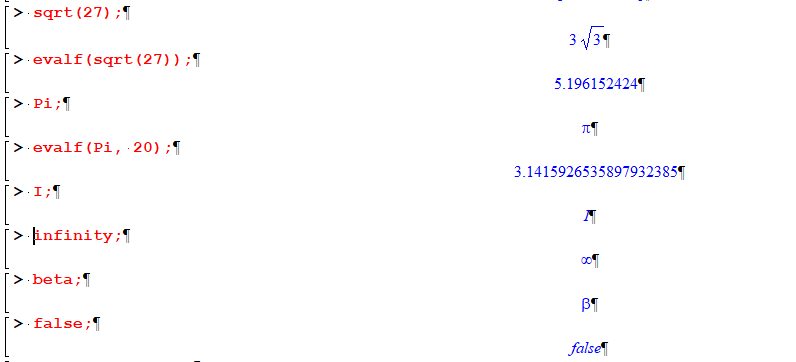 > sqrt(27);¶
3√3¶
> evalf(sqrt(27));¶
5.196152424¶
> Pi;¶
π¶
> evalf(Pi, 20);¶
3.1415926535897932385¶
> I;¶
I¶
> infinity;¶
∞¶
> beta;¶
β¶
> false;¶
false¶